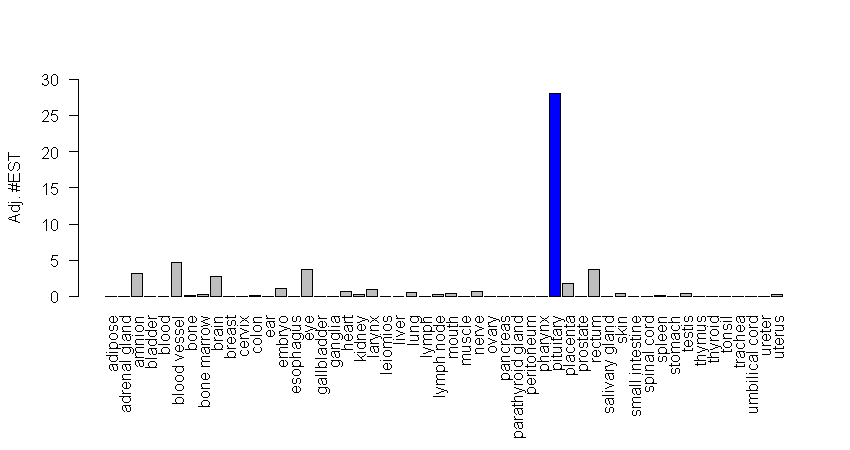 Adj. #EST
30
25
20
15
10
5
0
adipose
adrenal gland
amnion
bladder
blood
blood vessel
bone
bone marrow
brain
breast
cervix
colon
ear
embryo
esophagus
eye
gallbladder
ganglia
heart
kidney
larynx
leiomios
liver
lung
lymph
lymph node
mouth
muscle
nerve
ovary
pancreas
parathyroid gland
peritoneum
pharynx
pituitary
placenta
prostate
rectum
salivary gland
skin
small intestine
spinal cord
spleen
stomach
testis
thymus
thyroid
tonsil
trachea
umbilical cord
ureter
uterus